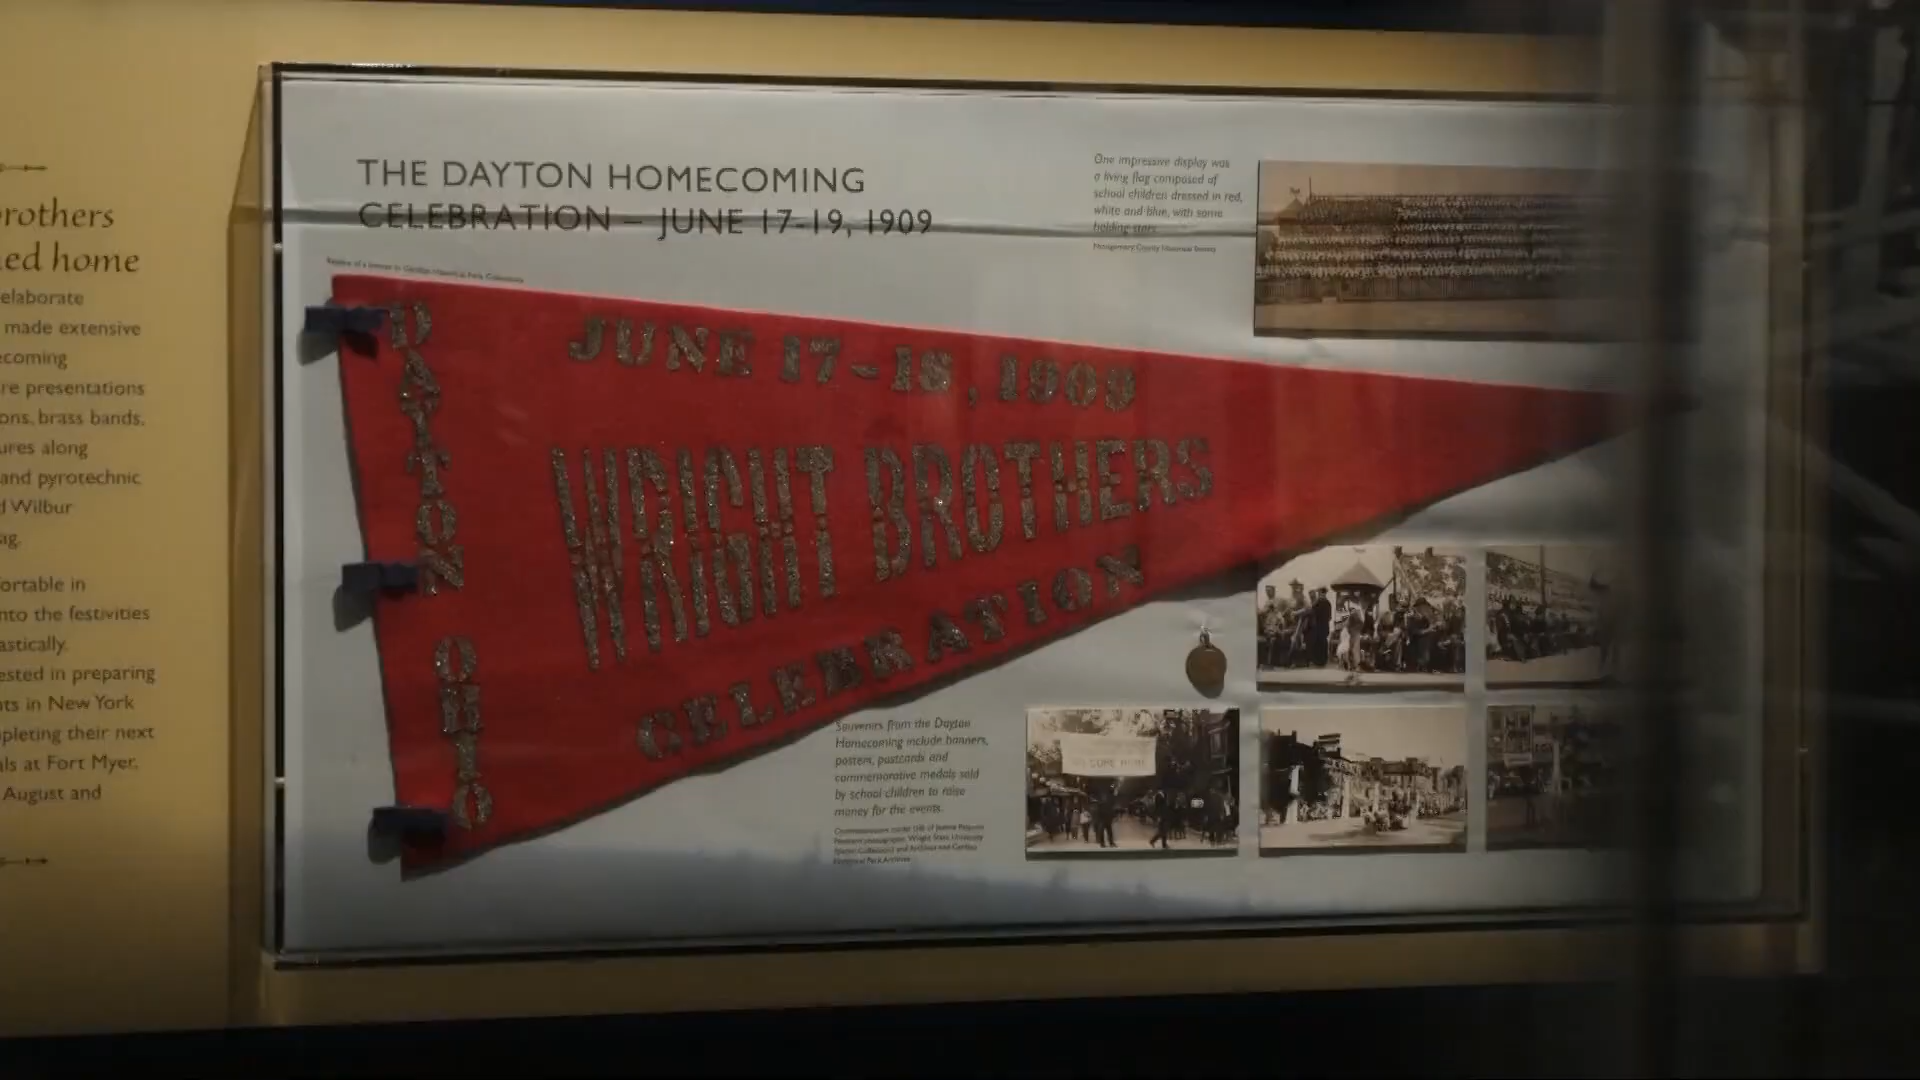 brothers
ed home
elaborate
made extensive
ecoming
re presentations
ons, brass bands,
ures along
and pyrotechnic
d Wilbur
ag.
ortable in
nto the festivities
astically.
ested in preparing
ts in New York
pleting their next
als at Fort Myer,
August and
THE DAYTON HOMECOMING
CELEBRATION – JUNE 17-19, 1909
One impressive display was
a living flag composed of
school children dressed in red,
white and blue, with some
holding stars.
Montgomery County Historical Society
DAYTON OHIO
JUNE 17-18, 1909
WRIGHT BROTHERS
CELEBRATION
Souvenirs from the Dayton
Homecoming include banners,
posters, postcards and
commemorative medals sold
by school children to raise
money for the events.